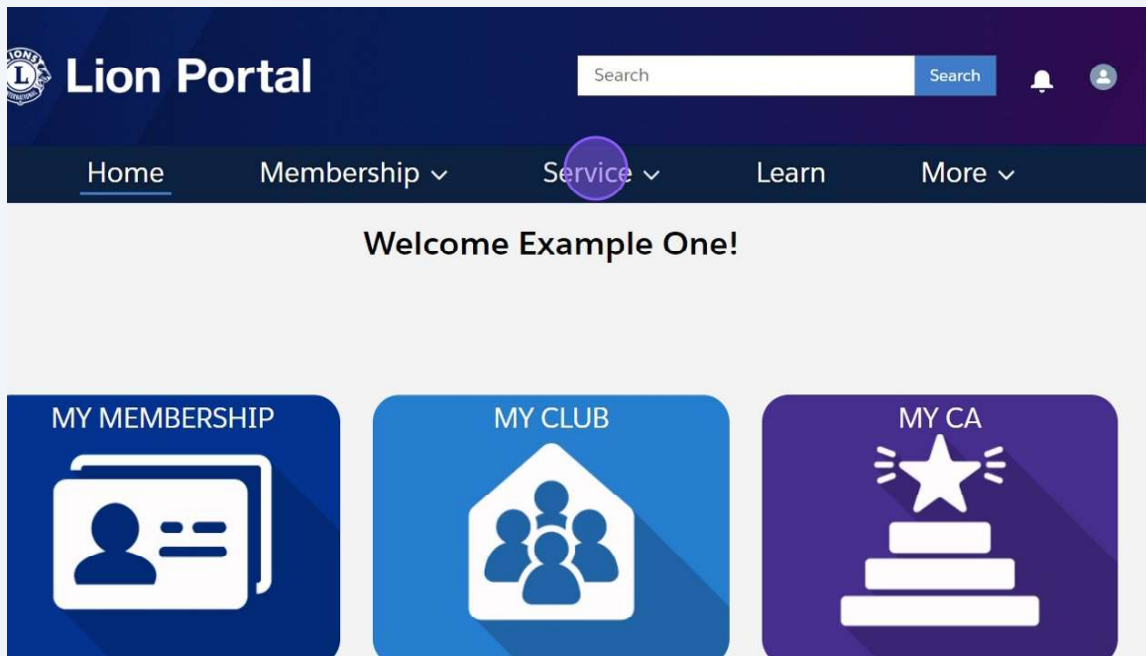 Lion Portal
Search Search
Home Membership Service Learn More
Welcome Example One!
MY MEMBERSHIP MY CLUB MY CA